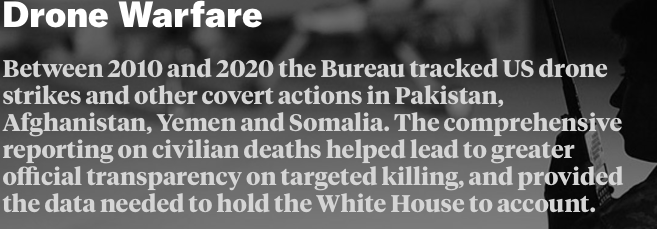 Drone Warfare
Between 2010 and 2020 the Bureau tracked US drone
strikes and other covert actions in Pakistan,
Afghanistan, Yemen and Somalia. The comprehensive
reporting on civilian deaths helped lead to greater
official transparency on targeted killing, and provided
the data needed to hold the White House to account.